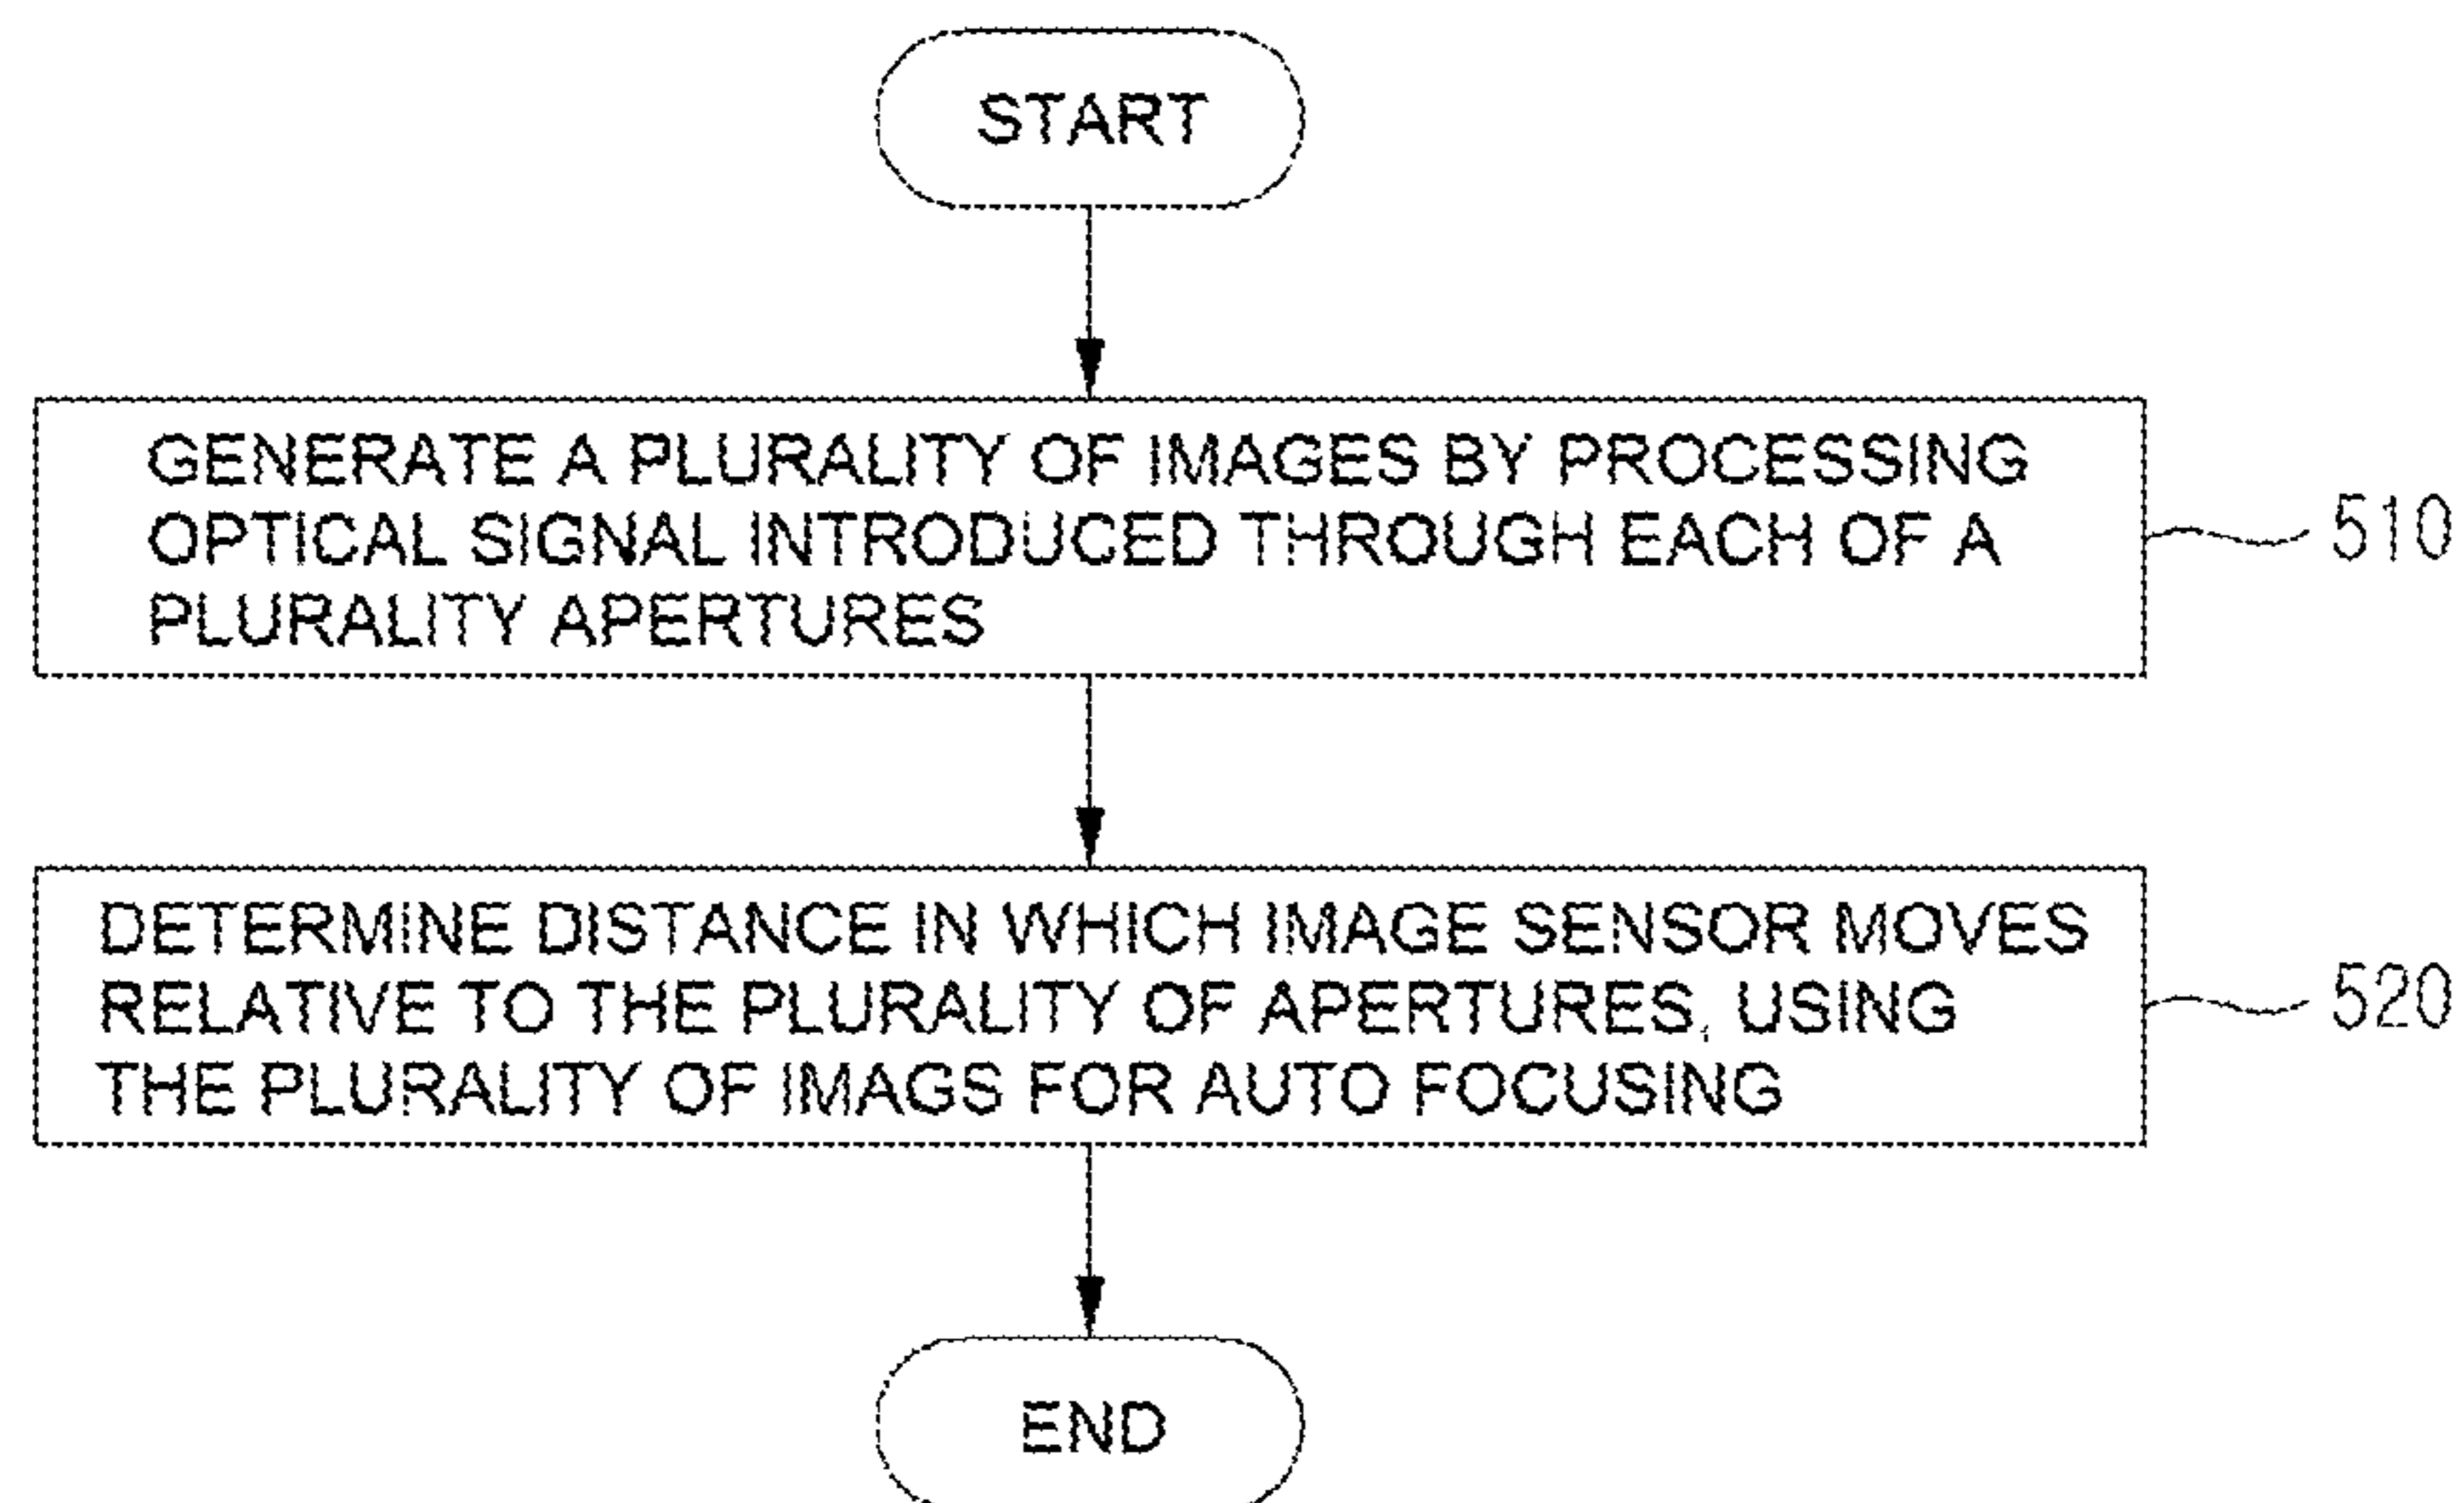 START
GENERATE A PLURALITY OF IMAGES BY PROCESSING
OPTICAL SIGNAL INTRODUCED THROUGH EACH OF A
PLURALITY APERTURES
510
DETERMINE DISTANCE IN WHICH IMAGE SENSOR MOVES
RELATIVE TO THE PLURALITY OF APERTURES, USING
THE PLURALITY OF IMAGS FOR AUTO FOCUSING
520
END